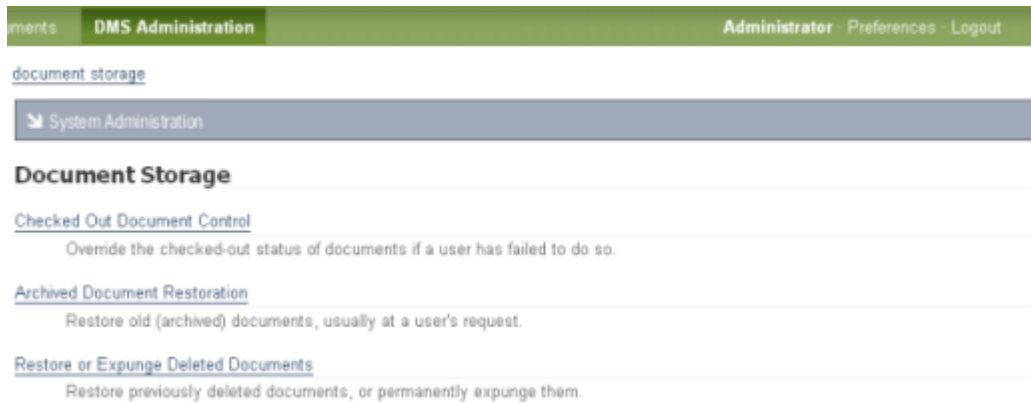 uments DMS Administration Administrator · Preferences · Logout
document storage
System Administration
Document Storage
Checked Out Document Control
Override the checked-out status of documents if a user has failed to do so.
Archived Document Restoration
Restore old (archived) documents, usually at a user's request.
Restore or Expunge Deleted Documents
Restore previously deleted documents, or permanently expunge them.